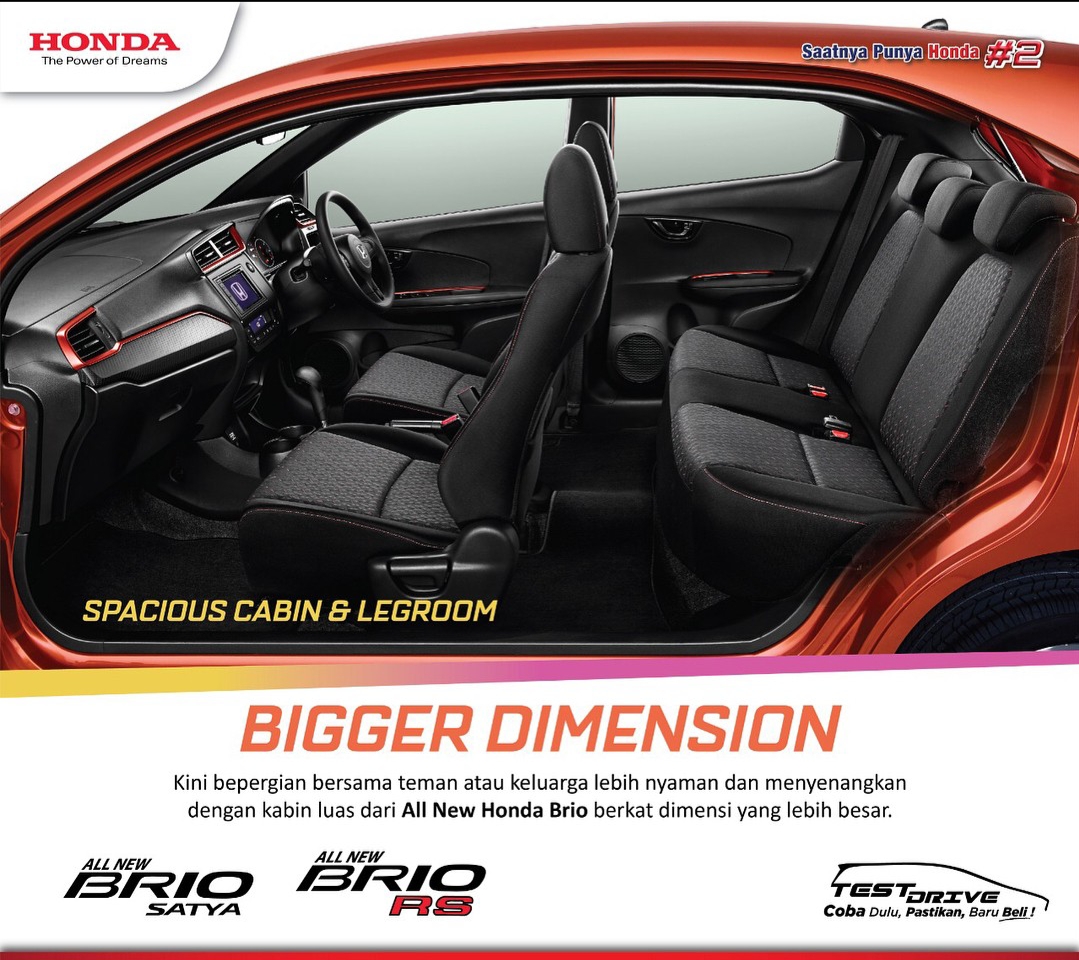 HONDA
The Power of Dreams
Saatnya Punya Honda #2
SPACIOUS CABIN & LEGROOM
BIGGER DIMENSION
Kini bepergian bersama teman atau keluarga lebih nyaman dan menyenangkan
dengan kabin luas dari All New Honda Brio berkat dimensi yang lebih besar.
ALL NEW
BRIO
SATYA
ALL NEW
BRIO
RS
TEST DRIVE
Coba Dulu, Pastikan, Baru Beli !